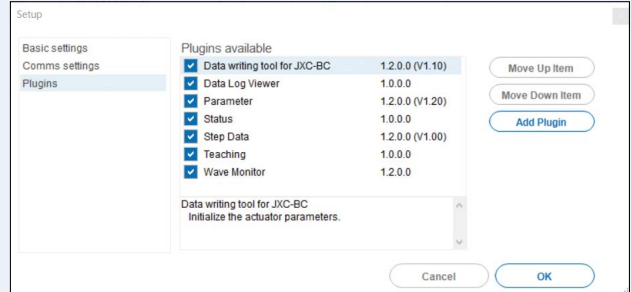 Setup
Basic settings
Comms settings
Plugins
Plugins available
Data writing tool for JXC-BC 1.2.0.0 (V1.10)
Data Log Viewer 1.0.0.0
Parameter 1.2.0.0 (V1.20)
Status 1.0.0.0
Step Data 1.2.0.0 (V1.00)
Teaching 1.0.0.0
Wave Monitor 1.2.0.0
Data writing tool for JXC-BC
Initialize the actuator parameters.
Move Up Item
Move Down Item
Add Plugin
Cancel OK